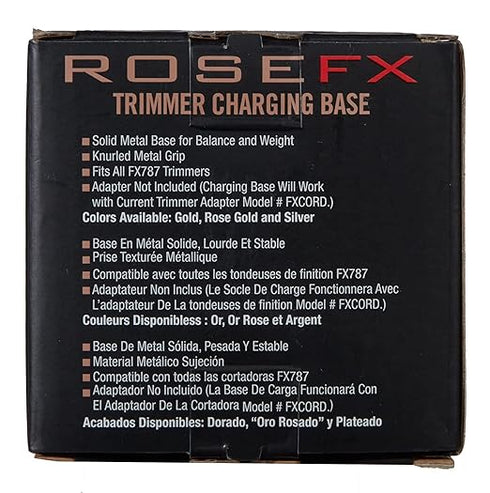 ROSEFX
TRIMMER CHARGING BASE
■ Solid Metal Base for Balance and Weight
■ Knurled Metal Grip
■ Fits All FX787 Trimmers
■ Adapter Not Included (Charging Base Will Work
with Current Trimmer Adapter Model # FXCORD.)
Colors Available: Gold, Rose Gold and Silver
■ Base En Métal Solide, Lourde Et Stable
■ Prise Texturée Métallique
■ Compatible avec toutes les tondeuses de finition FX787
■ Adaptateur Non Inclus (Le Socle De Charge Fonctionnera Avec
L'adaptateur De La tondeuses de finition Model # FXCORD.)
Couleurs Disponibless : Or, Or Rose et Argent
■ Base De Metal Sólida, Pesada Y Estable
■ Material Metálico Sujeción
■ Compatible con todas las cortadoras FX787
■ Adaptador No Incluido (La Base De Carga Funcionará Con
El Adaptador De La Cortadora Model # FXCORD.)
Acabados Disponibles: Dorado, "Oro Rosado" y Plateado